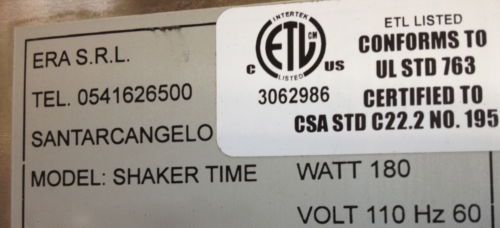 ERA S.R.L.
TEL. 0541626500
SANTARCANGELO
MODEL: SHAKER TIME
WATT 180
VOLT 110 Hz 60
INTERTEK
ETL CM
LISTED
C US
3062986
ETL LISTED
CONFORMS TO
UL STD 763
CERTIFIED TO
CSA STD C22.2 NO. 195